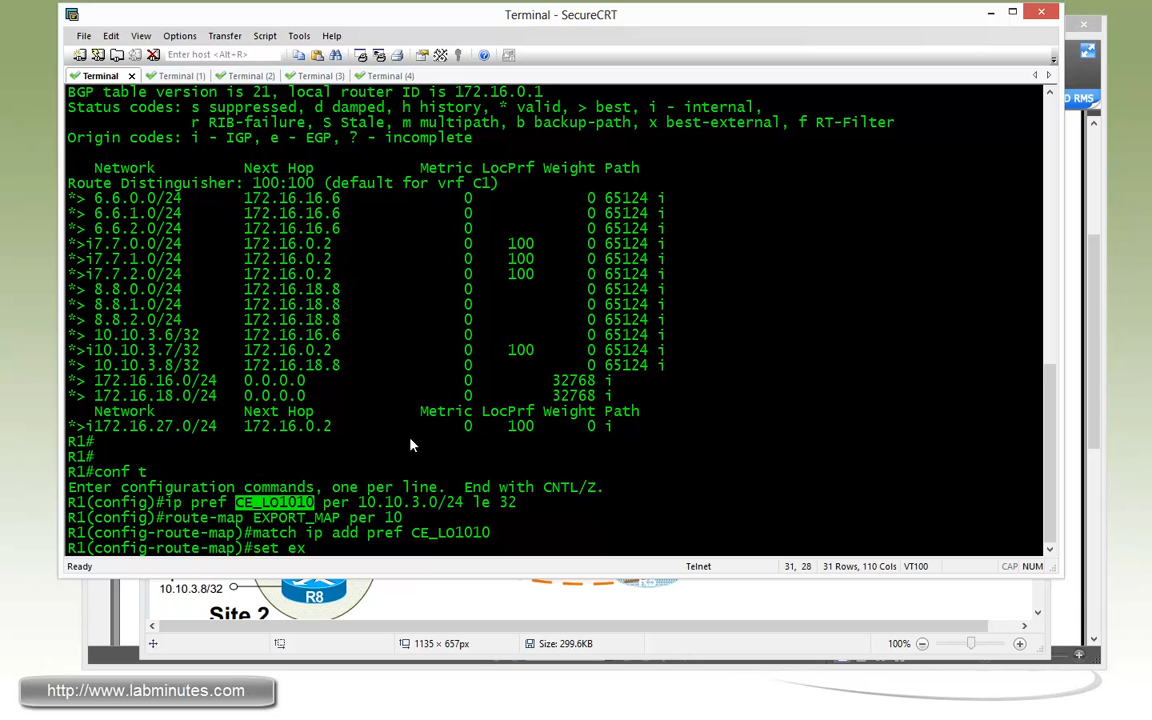 Terminal - SecureCRT
File Edit View Options Transfer Script Tools Help
Enter host <Alt+R>
Terminal x Terminal (1) Terminal (2) Terminal (3) Terminal (4)
BGP table version is 21, local router ID is 172.16.0.1
Status codes: s suppressed, d damped, h history, * valid, > best, i - internal,
r RIB-failure, S Stale, m multipath, b backup-path, x best-external, f RT-Filter
Origin codes: i - IGP, e - EGP, ? - incomplete
Network Next Hop Metric LocPrf Weight Path
Route Distinguisher: 100:100 (default for vrf C1)
*> 6.6.0.0/24 172.16.16.6 0 0 65124 i
*> 6.6.1.0/24 172.16.16.6 0 0 65124 i
*> 6.6.2.0/24 172.16.16.6 0 0 65124 i
*>i7.7.0.0/24 172.16.0.2 0 100 0 65124 i
*>i7.7.1.0/24 172.16.0.2 0 100 0 65124 i
*>i7.7.2.0/24 172.16.0.2 0 100 0 65124 i
*> 8.8.0.0/24 172.16.18.8 0 0 65124 i
*> 8.8.1.0/24 172.16.18.8 0 0 65124 i
*> 8.8.2.0/24 172.16.18.8 0 0 65124 i
*> 10.10.3.6/32 172.16.16.6 0 0 65124 i
*>i10.10.3.7/32 172.16.0.2 0 100 0 65124 i
*> 10.10.3.8/32 172.16.18.8 0 0 65124 i
*> 172.16.16.0/24 0.0.0.0 0 32768 i
*> 172.16.18.0/24 0.0.0.0 0 32768 i
Network Next Hop Metric LocPrf Weight Path
*>i172.16.27.0/24 172.16.0.2 0 100 0 i
R1#
R1#
R1#conf t
Enter configuration commands, one per line. End with CNTL/Z.
R1(config)#ip pref CE_LO1010 per 10.10.3.0/24 le 32
R1(config)#route-map EXPORT_MAP per 10
R1(config-route-map)#match ip add pref CE_LO1010
R1(config-route-map)#set ex
Ready Telnet 31, 28 31 Rows, 110 Cols VT100 CAP NUM
D RMS
10.10.3.8/32
R8
Site 2
1135 × 657px Size: 299.6KB 100%
http://www.labminutes.com